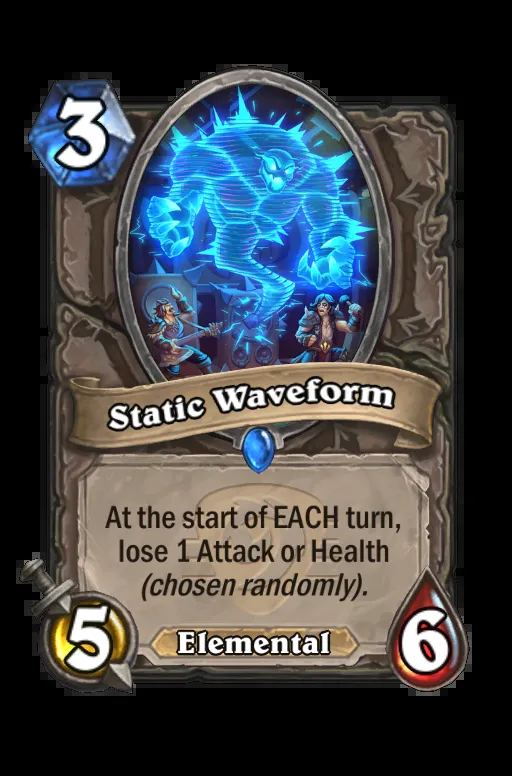 3
Static Waveform
At the start of EACH turn,
lose 1 Attack or Health
(chosen randomly).
5
Elemental
6